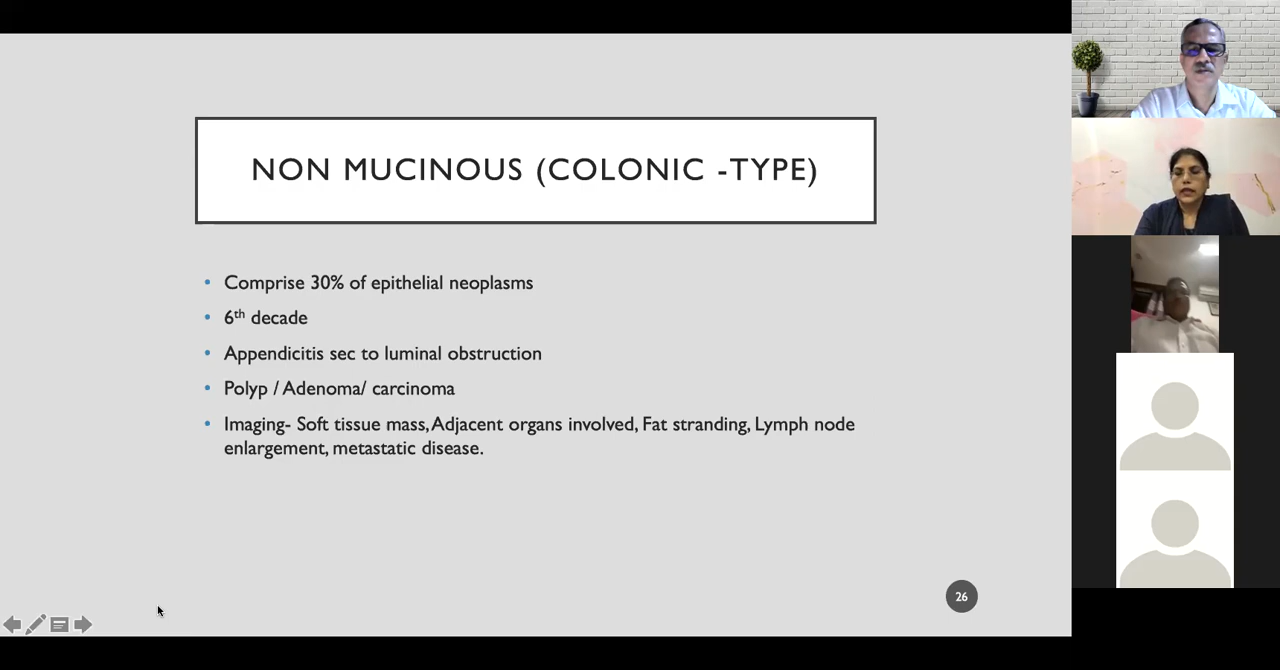 NON MUCINOUS (COLONIC -TYPE)
• Comprise 30% of epithelial neoplasms
• 6th decade
• Appendicitis sec to luminal obstruction
• Polyp / Adenoma/ carcinoma
• Imaging- Soft tissue mass, Adjacent organs involved, Fat stranding, Lymph node
enlargement, metastatic disease.
26